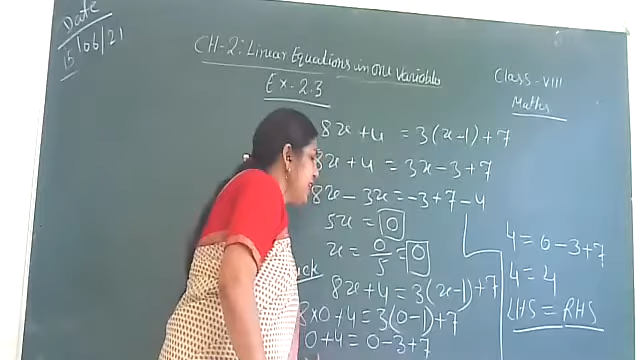 Date
15/06/21
CH-2: Linear Equations in one variable
Class-VIII
Ex-2.3
Maths
8x+4 = 3(x-1)+7
8x+4 = 3x-3+7
8x-3x=-3+7-4
5x = 0
x = 0/5 = 0
8x+4=3(x-1)+7
8×0+4=3(0-1)+7
0+4=0-3+7
4=0-3+7
4=4
LHS=RHS